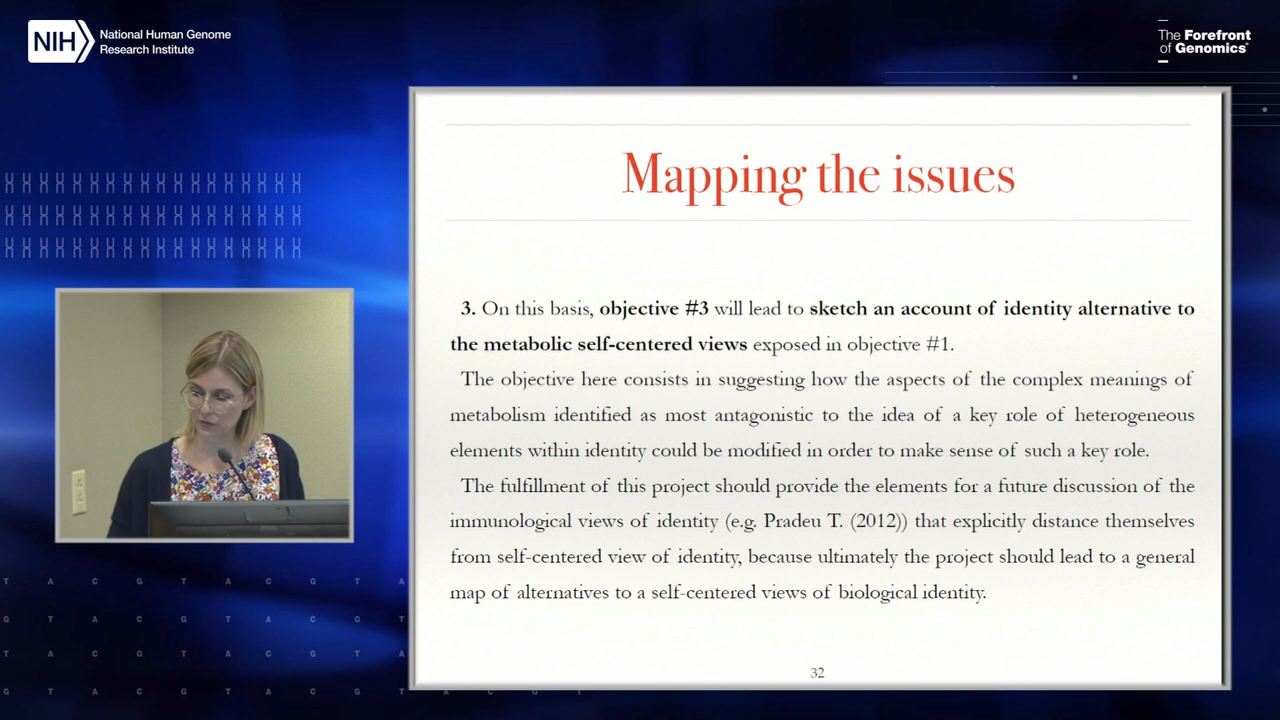 NIH
National Human Genome
Research Institute
The Forefront
of Genomics®
Mapping the issues
3. On this basis, objective #3 will lead to sketch an account of identity alternative to
the metabolic self-centered views exposed in objective #1.
The objective here consists in suggesting how the aspects of the complex meanings of
metabolism identified as most antagonistic to the idea of a key role of heterogeneous
elements within identity could be modified in order to make sense of such a key role.
The fulfillment of this project should provide the elements for a future discussion of the
immunological views of identity (e.g. Pradeu T. (2012)) that explicitly distance themselves
from self-centered view of identity, because ultimately the project should lead to a general
map of alternatives to a self-centered views of biological identity.
32
T A C G T A C G T A
G T A C G T A C G T A
T A C G T A C G T A
G T A C G T A C G T A C G T